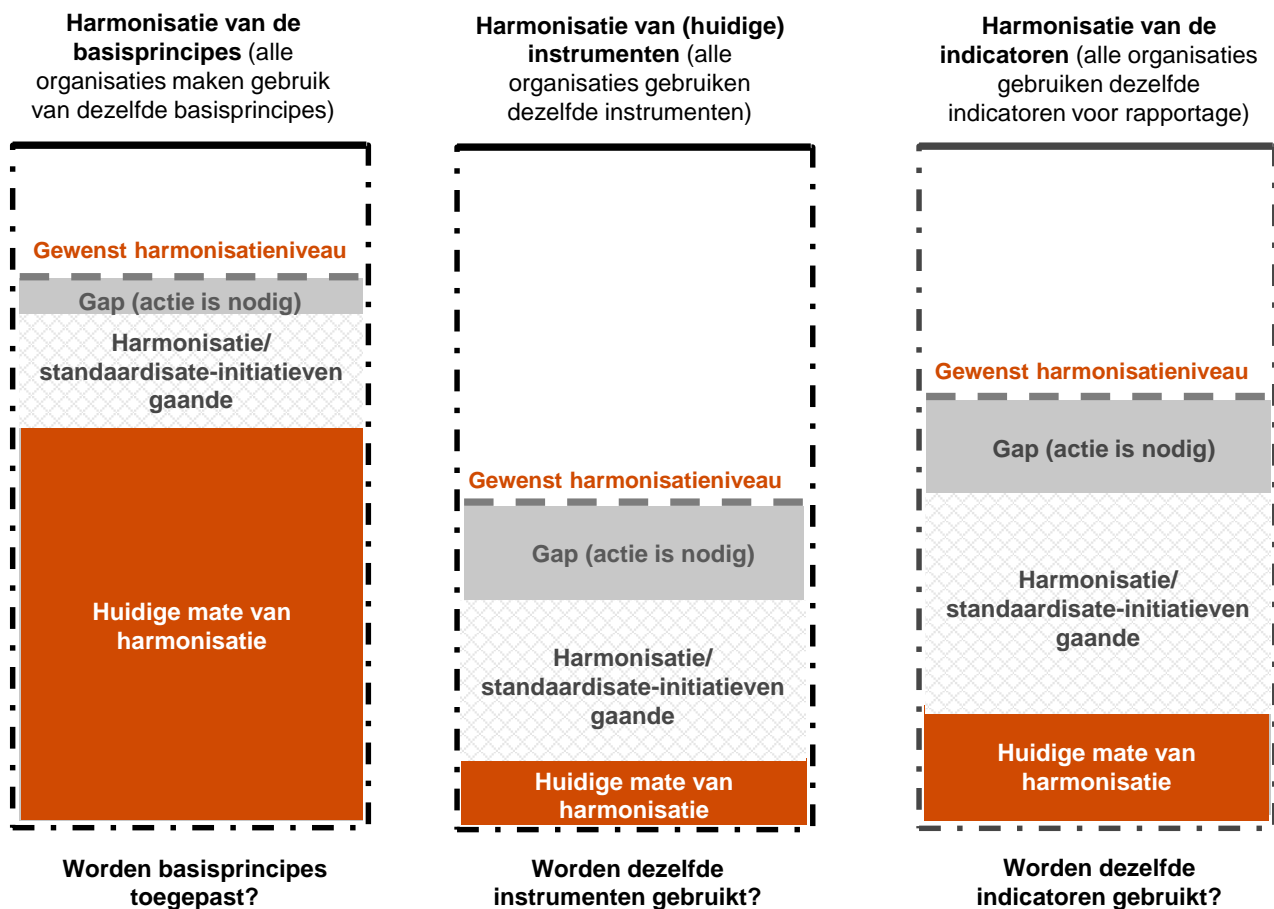 Harmonisatie van de
basisprincipes (alle
organisaties maken gebruik
van dezelfde basisprincipes)
Gewenst harmonisatieniveau
Gap (actie is nodig)
Harmonisatie/
standaardisate-initiatieven
gaande
Huidige mate van
harmonisatie
Worden basisprincipes
toegepast?
Harmonisatie van (huidige)
instrumenten (alle
organisaties gebruiken
dezelfde instrumenten)
Gewenst harmonisatieniveau
Gap (actie is nodig)
Harmonisatie/
standaardisate-initiatieven
gaande
Huidige mate van
harmonisatie
Worden dezelfde
instrumenten gebruikt?
Harmonisatie van de
indicatoren (alle organisaties
gebruiken dezelfde
indicatoren voor rapportage)
Gewenst harmonisatieniveau
Gap (actie is nodig)
Harmonisatie/
standaardisate-initiatieven
gaande
Huidige mate van
harmonisatie
Worden dezelfde
indicatoren gebruikt?